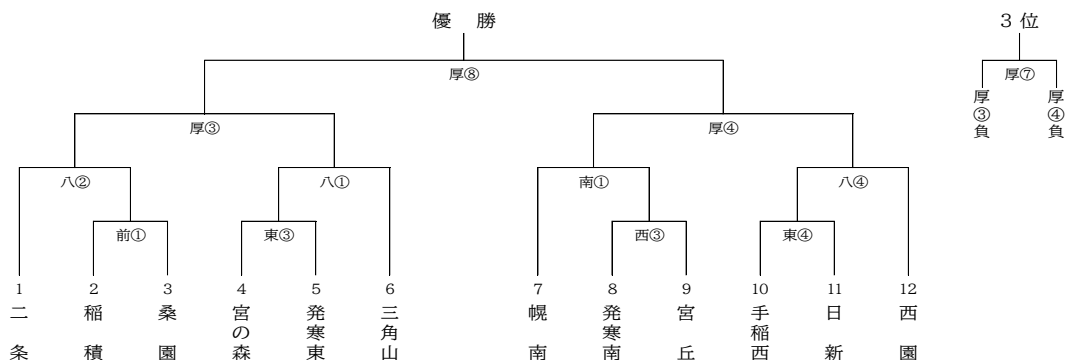 優 勝
3 位
厚⑧
厚⑦
厚③負
厚④負
厚③
厚④
八②
八①
南①
八④
前①
東③
西③
東④
1
2
3
4
5
6
7
8
9
10
11
12
二条
稲積
桑園
宮の森
発寒東
三角山
幌南
発寒南
宮丘
手稲西
日新
西園